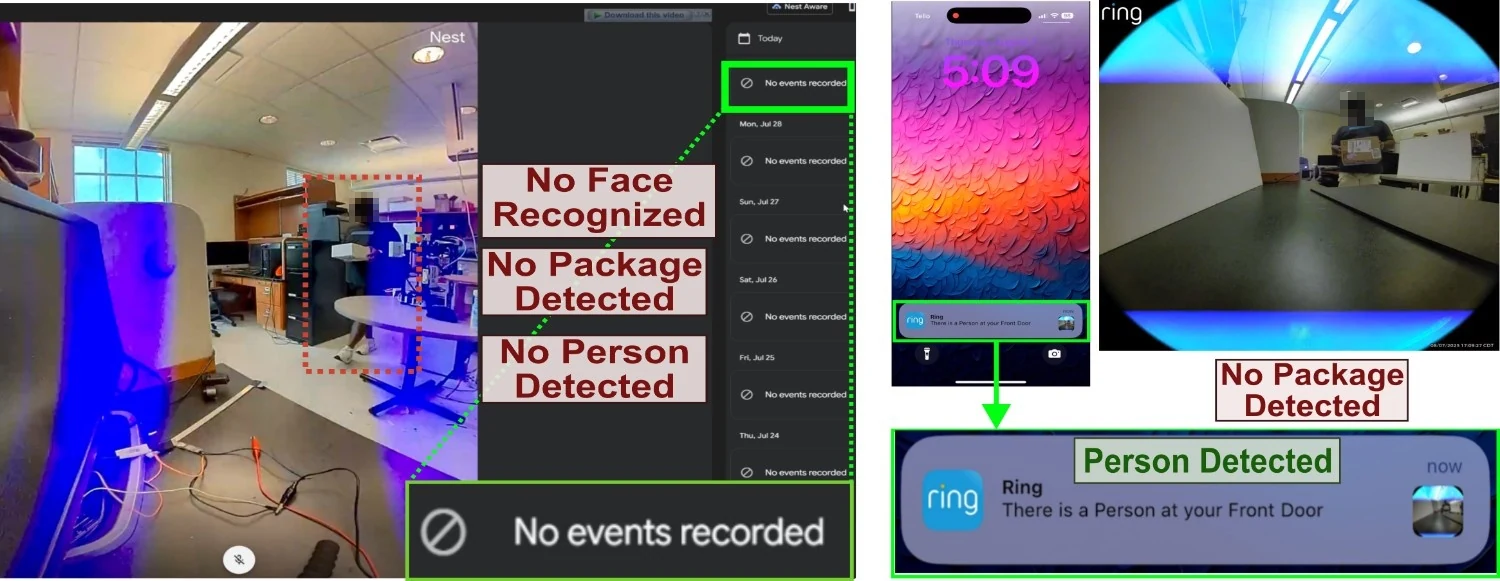 Nest
Download this video
Nest Aware
Today
No events recorded
Mon, Jul 28
No events recorded
Sun, Jul 27
No events recorded
Sat, Jul 26
No events recorded
Fri, Jul 25
No events recorded
Thu, Jul 24
No events recorded
No Face
Recognized
No Package
Detected
No Person
Detected
No events recorded
Telio
5:09
now
ring
Ring
There is a Person at your Front Door
ring
No Package
Detected
Person Detected
now
ring
Ring
There is a Person at your Front Door